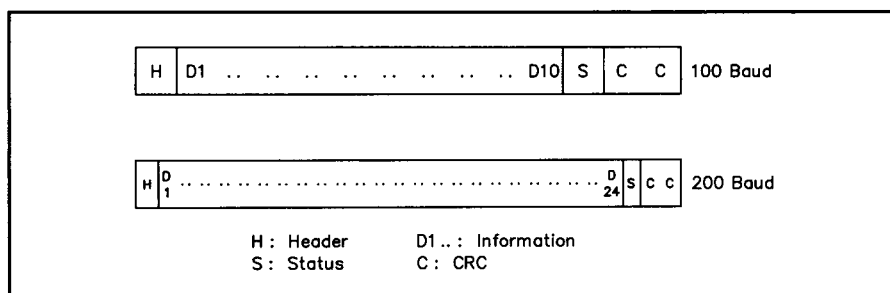 H D1 .. .. .. .. .. .. .. .. D10 S C C 100 Baud
H D 1 .. .. .. .. .. .. .. .. .. .. .. .. .. .. .. .. .. .. .. .. .. .. D 24 S C C 200 Baud
H : Header D1 .. : Information
S : Status C : CRC